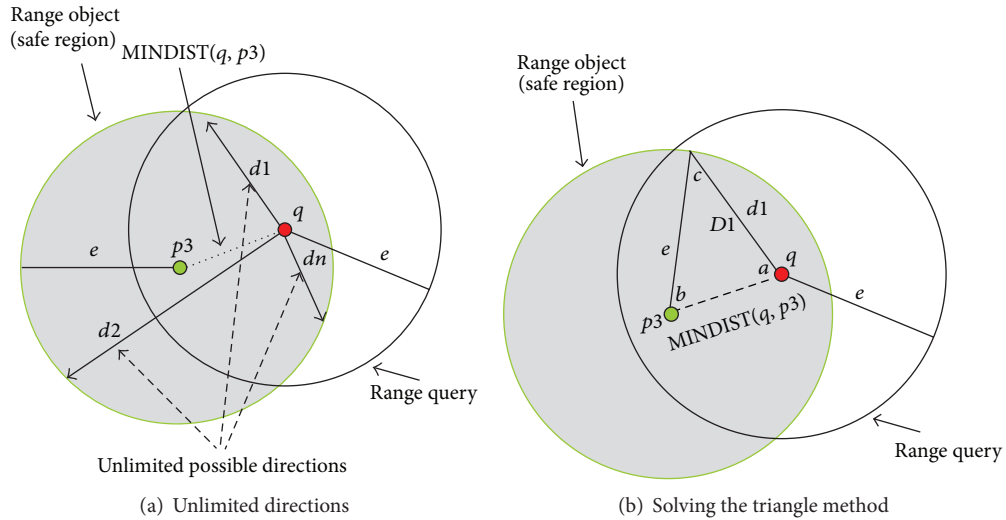 Range object
(safe region)
MINDIST(q, p3)
d1
q
e
p3
dn
e
d2
Range query
Unlimited possible directions
(a) Unlimited directions
Range object
(safe region)
c
d1
D1
e
a
q
b
e
p3
MINDIST(q, p3)
Range query
(b) Solving the triangle method